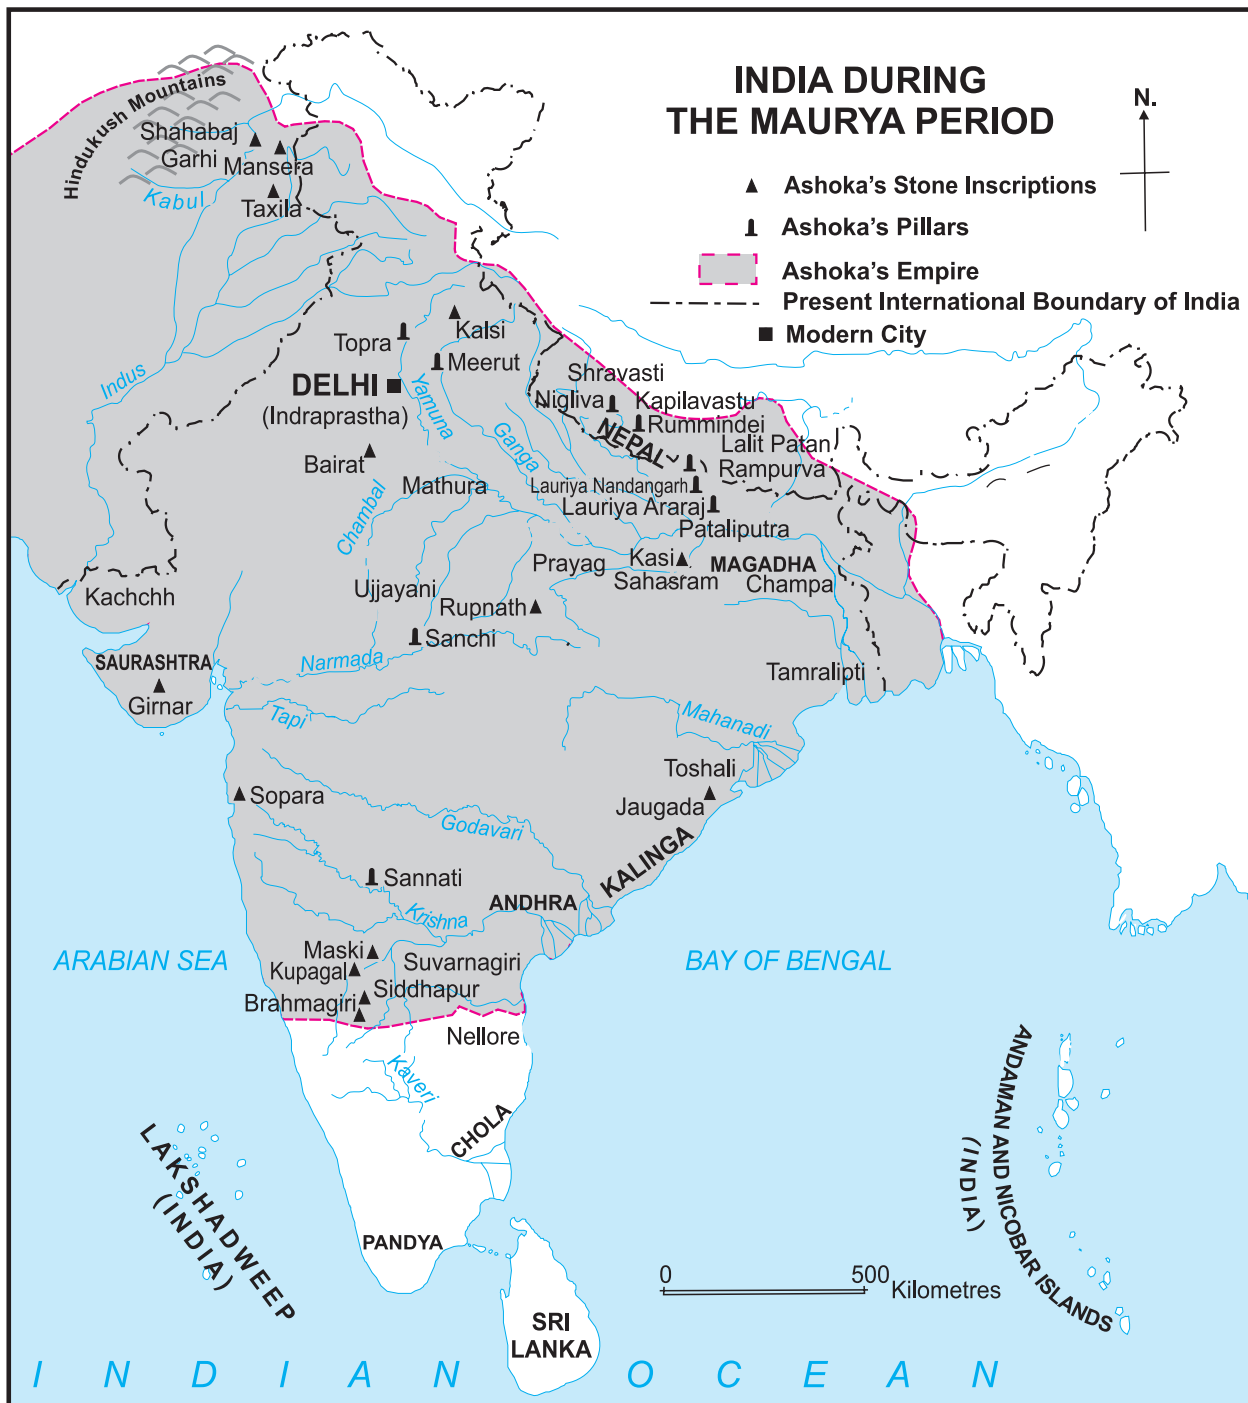 INDIA DURING
THE MAURYA PERIOD
N.
Ashoka's Stone Inscriptions
Ashoka's Pillars
Ashoka's Empire
Present International Boundary of India
Modern City
Hindukush Mountains
Shahabaj
Garhi
Mansera
Kabul
Taxila
Indus
Topra
Kalsi
Meerut
DELHI
(Indraprastha)
Yamuna
Shravasti
Nigliva
Kapilavastu
Rummindei
NEPAL
Lalit Patan
Rampurva
Ganga
Bairat
Mathura
Lauriya Nandangarh
Lauriya Araraj
Pataliputra
Chambal
Prayag
Kasi
Sahasram
MAGADHA
Champa
Kachchh
Ujjayani
Rupnath
Sanchi
SAURASHTRA
Girnar
Narmada
Tamralipti
Tapi
Mahanadi
Toshali
Jaugada
Sopara
Godavari
KALINGA
Sannati
Krishna
ANDHRA
ARABIAN SEA
BAY OF BENGAL
Maski
Kupagal
Suvarnagiri
Siddhapur
Brahmagiri
Nellore
Kaveri
CHOLA
LAKSHADWEEP
(INDIA)
PANDYA
ANDAMAN AND NICOBAR ISLANDS
(INDIA)
0 500
Kilometres
SRI
LANKA
INDIAN OCEAN